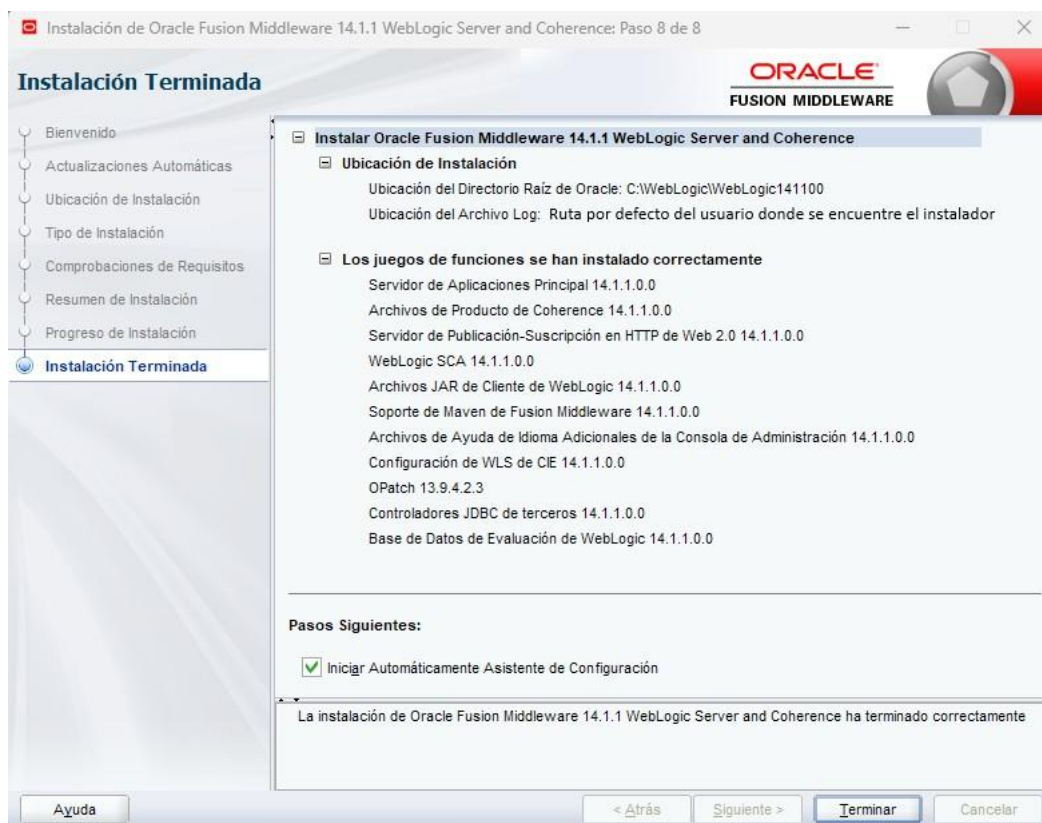 Instalación de Oracle Fusion Middleware 14.1.1 WebLogic Server and Coherence: Paso 8 de 8
Instalación Terminada
ORACLE
FUSION MIDDLEWARE
Bienvenido
Actualizaciones Automáticas
Ubicación de Instalación
Tipo de Instalación
Comprobaciones de Requisitos
Resumen de Instalación
Progreso de Instalación
Instalación Terminada
Instalar Oracle Fusion Middleware 14.1.1 WebLogic Server and Coherence
Ubicación de Instalación
Ubicación del Directorio Raíz de Oracle: C:\WebLogic\WebLogic141100
Ubicación del Archivo Log: Ruta por defecto del usuario donde se encuentre el instalador
Los juegos de funciones se han instalado correctamente
Servidor de Aplicaciones Principal 14.1.1.0.0
Archivos de Producto de Coherence 14.1.1.0.0
Servidor de Publicación-Suscripción en HTTP de Web 2.0 14.1.1.0.0
WebLogic SCA 14.1.1.0.0
Archivos JAR de Cliente de WebLogic 14.1.1.0.0
Soporte de Maven de Fusion Middleware 14.1.1.0.0
Archivos de Ayuda de Idioma Adicionales de la Consola de Administración 14.1.1.0.0
Configuración de WLS de CIE 14.1.1.0.0
OPatch 13.9.4.2.3
Controladores JDBC de terceros 14.1.1.0.0
Base de Datos de Evaluación de WebLogic 14.1.1.0.0
Pasos Siguientes:
Iniciar Automáticamente Asistente de Configuración
La instalación de Oracle Fusion Middleware 14.1.1 WebLogic Server and Coherence ha terminado correctamente
Ayuda
< Atrás
Siguiente >
Terminar
Cancelar